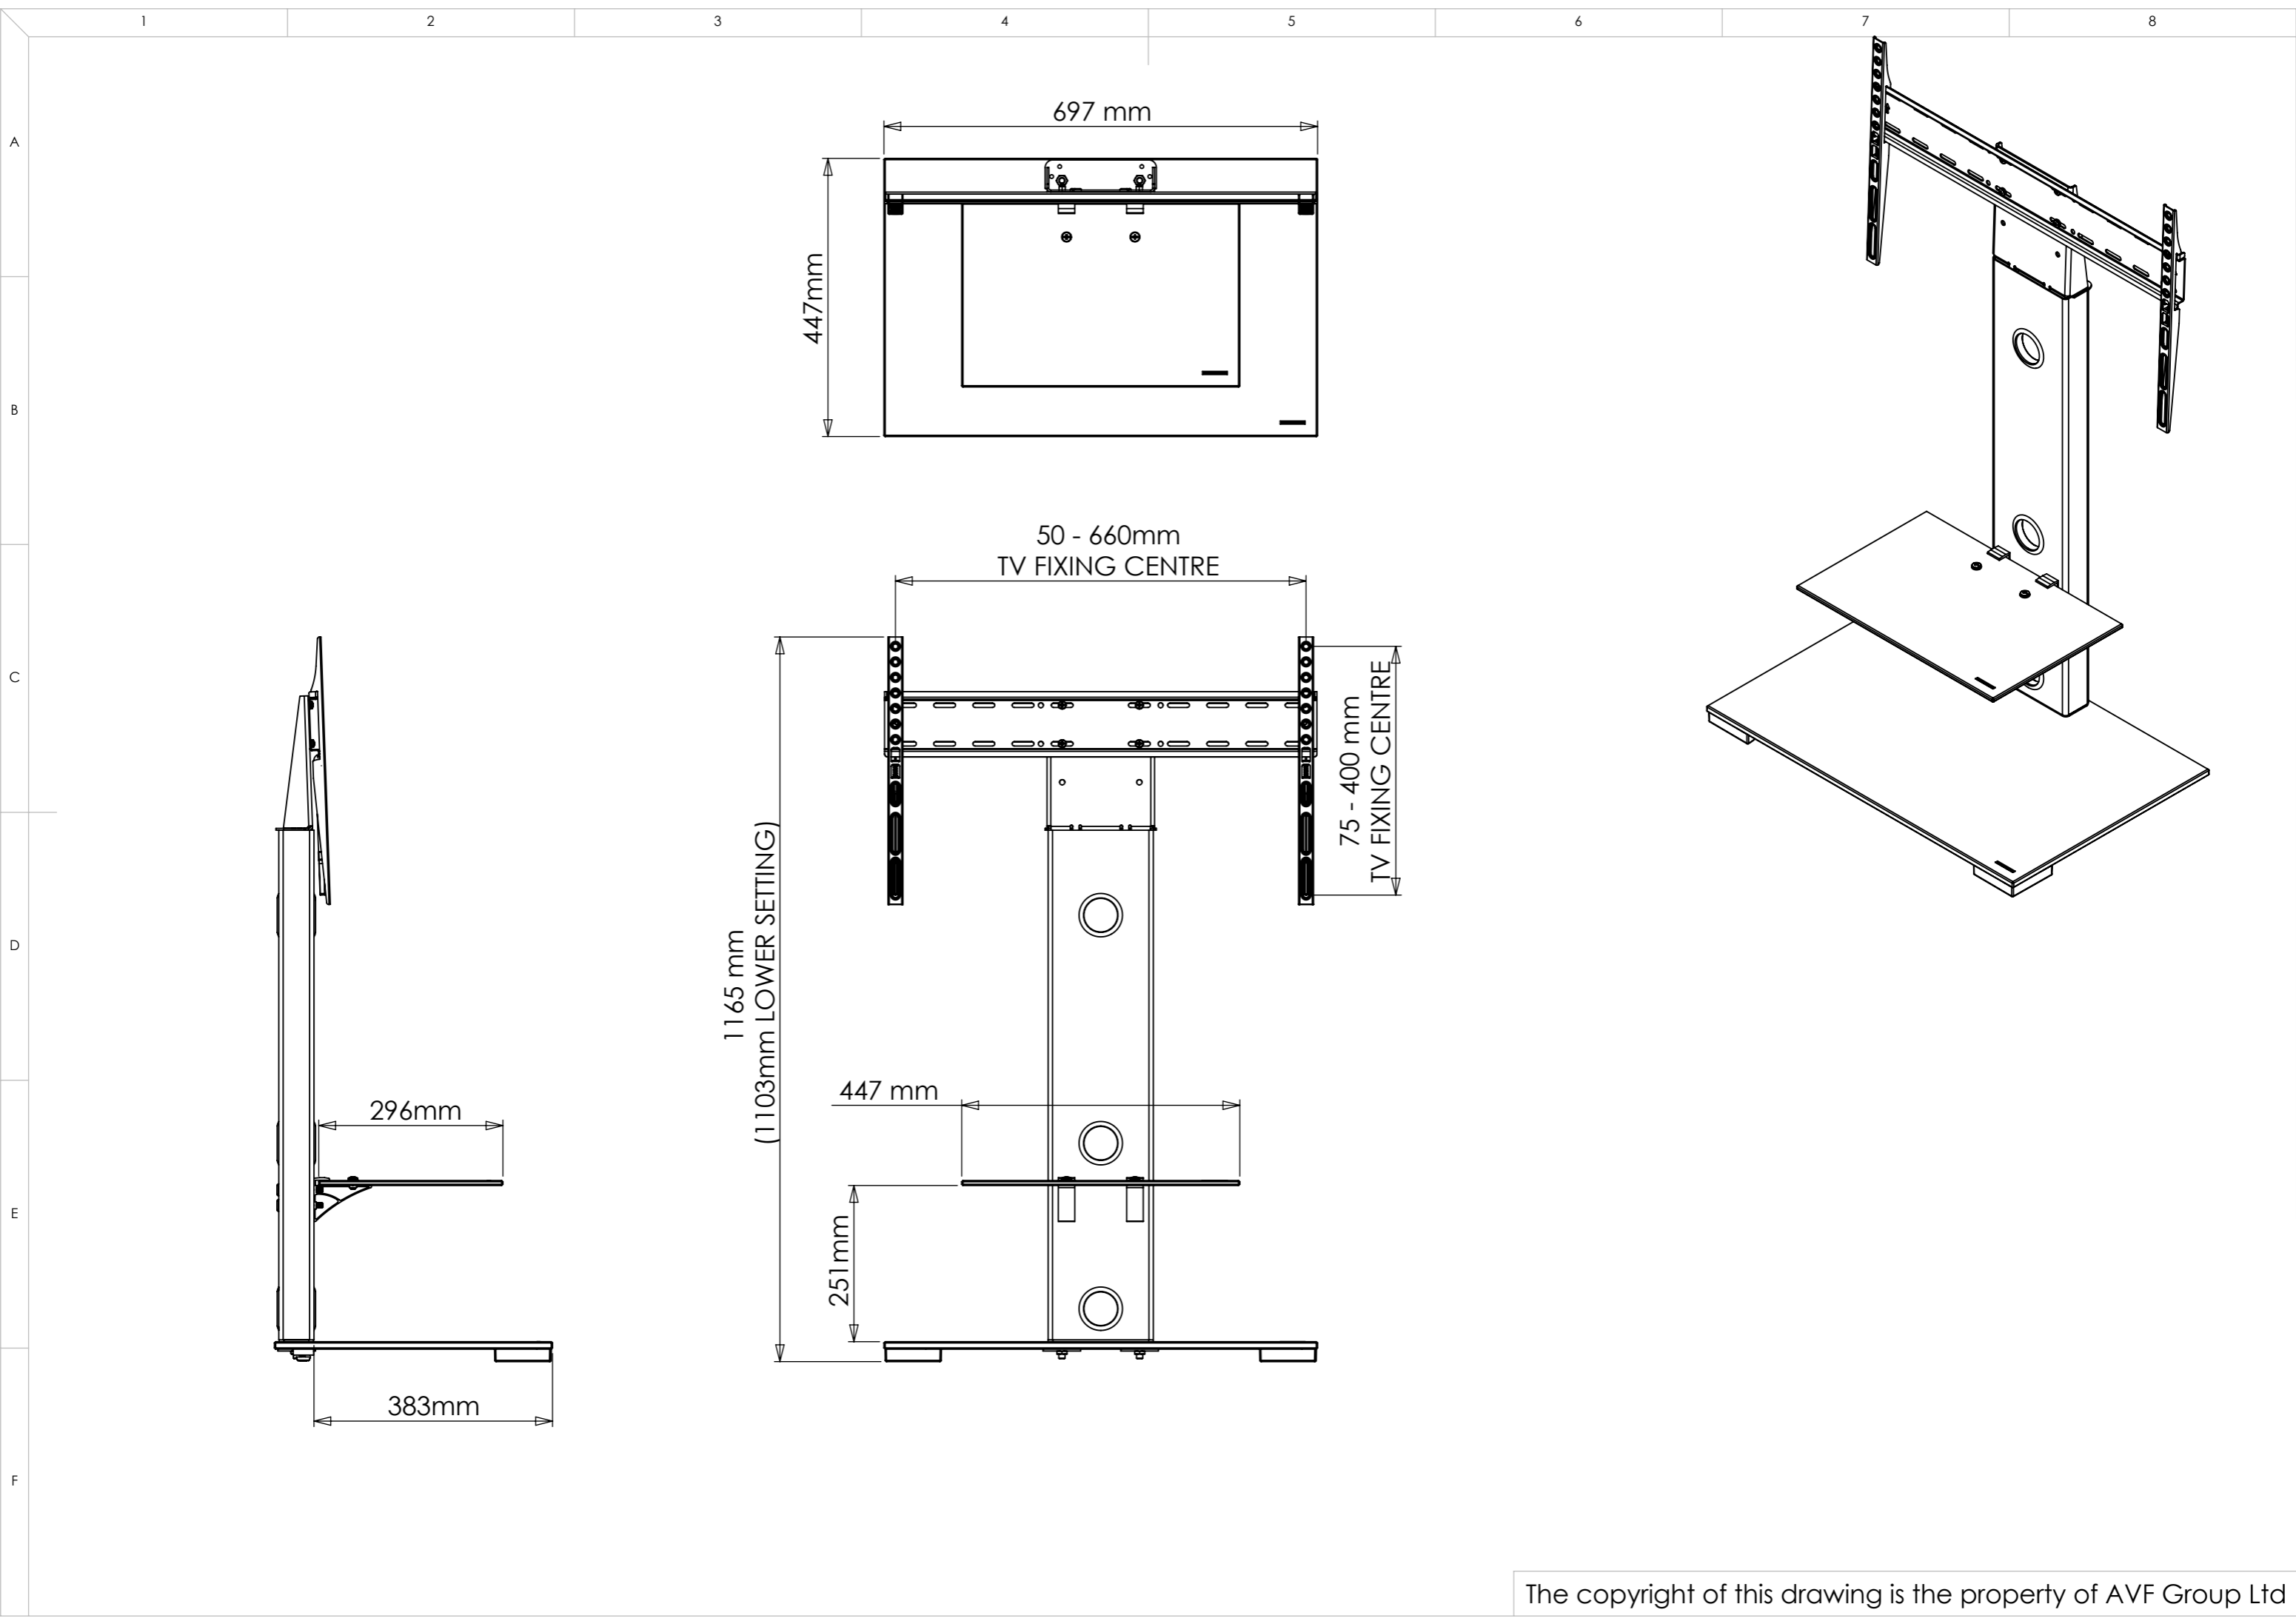 1
2
3
4
5
6
7
8
A
B
C
D
E
F
697 mm
447mm
50 - 660mm
TV FIXING CENTRE
75 - 400 mm
TV FIXING CENTRE
1165 mm
(1103mm LOWER SETTING)
447 mm
296mm
251mm
383mm
The copyright of this drawing is the property of AVF Group Ltd